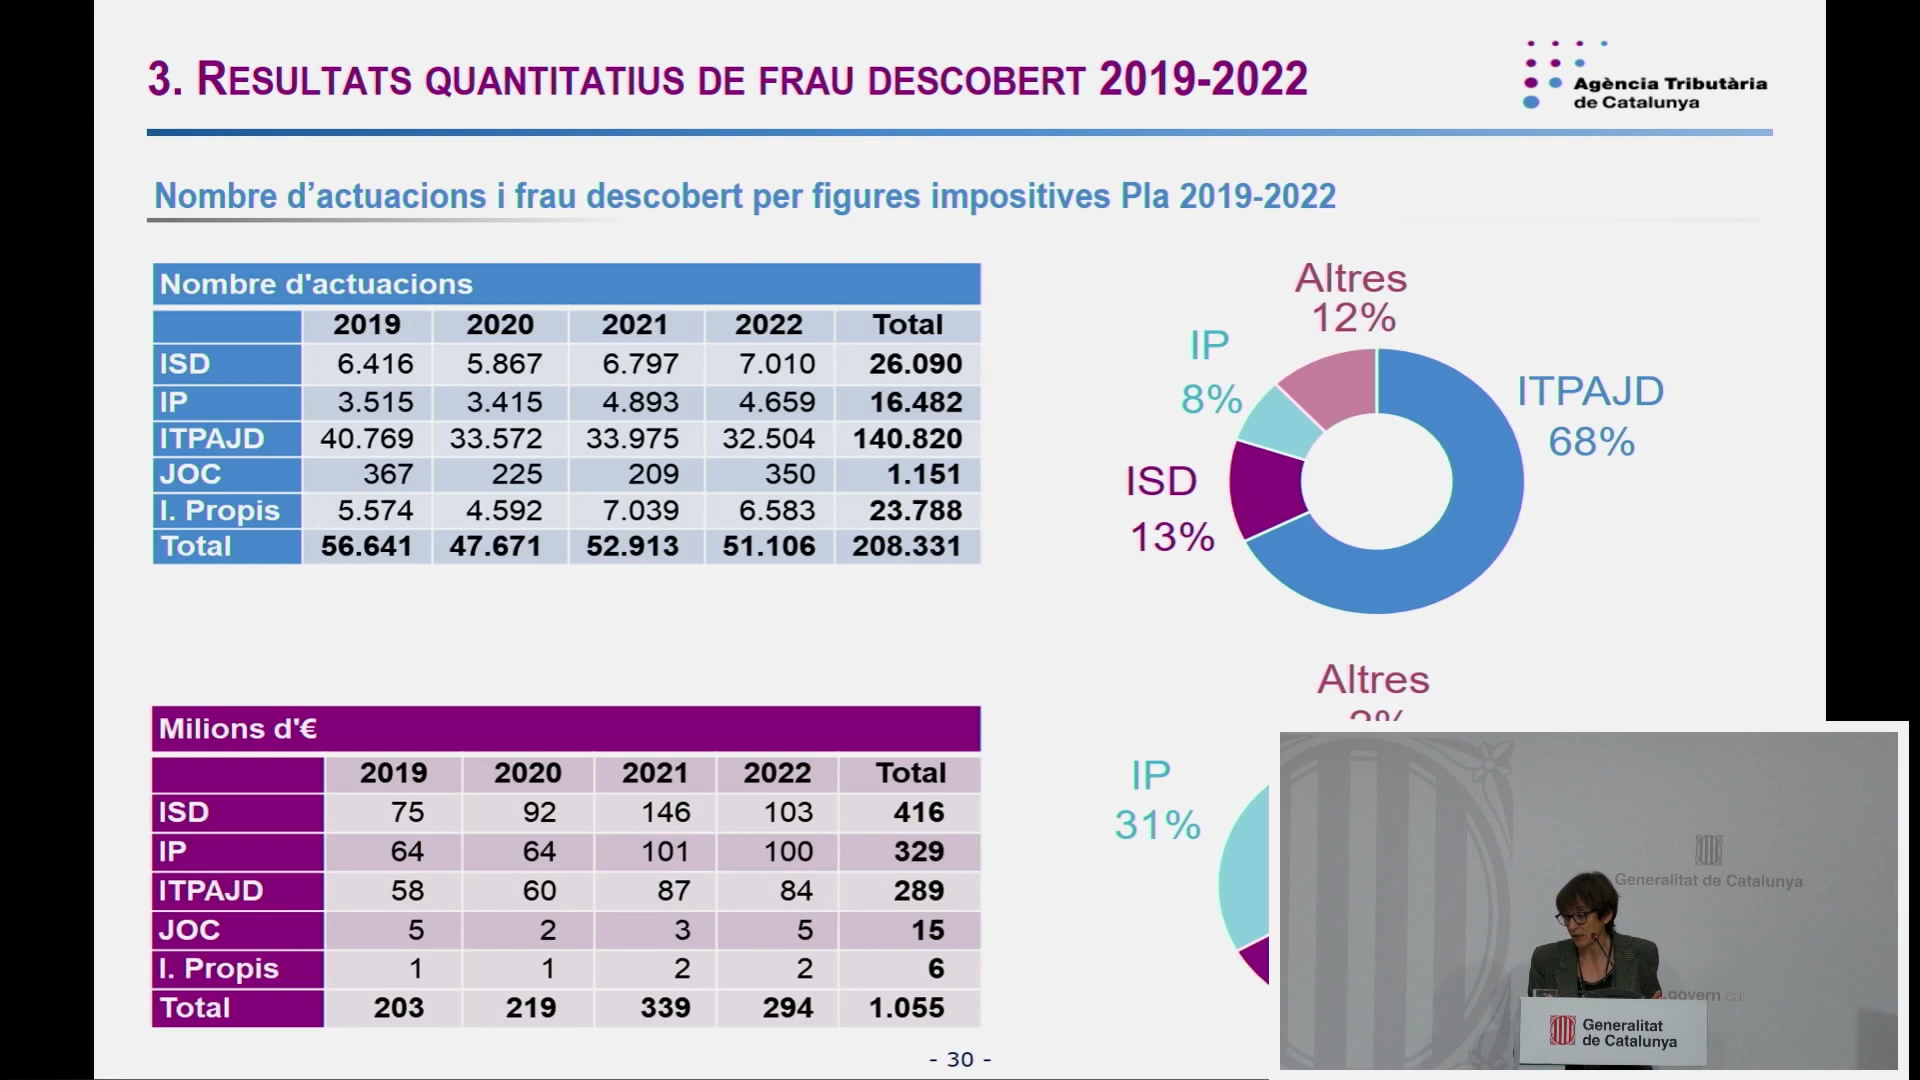 3. RESULTATS QUANTITATIUS DE FRAU DESCOBERT 2019-2022
Agència Tributària
de Catalunya
Nombre d'actuacions i frau descobert per figures impositives Pla 2019-2022
Nombre d'actuacions
2019 2020 2021 2022 Total
ISD 6.416 5.867 6.797 7.010 26.090
IP 3.515 3.415 4.893 4.659 16.482
ITPAJD 40.769 33.572 33.975 32.504 140.820
JOC 367 225 209 350 1.151
I. Propis 5.574 4.592 7.039 6.583 23.788
Total 56.641 47.671 52.913 51.106 208.331
Altres
12%
IP
8%
ITPAJD
68%
ISD
13%
Milions d'€
2019 2020 2021 2022 Total
ISD 75 92 146 103 416
IP 64 64 101 100 329
ITPAJD 58 60 87 84 289
JOC 5 2 3 5 15
I. Propis 1 1 2 2 6
Total 203 219 339 294 1.055
Altres
IP
31%
- 30 -
Generalitat de Catalunya
govern.cat
Generalitat
de Catalunya